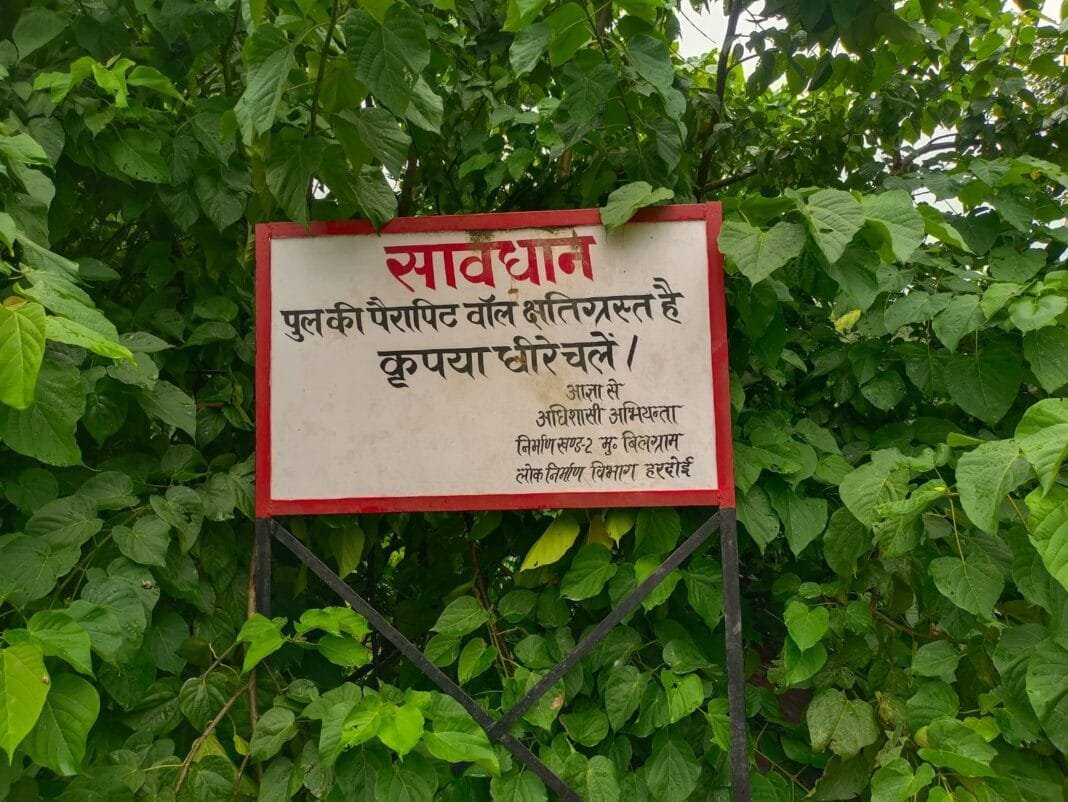 सावधान
पुल की पैरापिट वॉल क्षतिग्रस्त है
कृपया धीरे चलें।
आज्ञा से
अधिशासी अभियन्ता
निर्माण खण्ड-2 मु० बिलग्राम
लोक निर्माण विभाग हरदोई